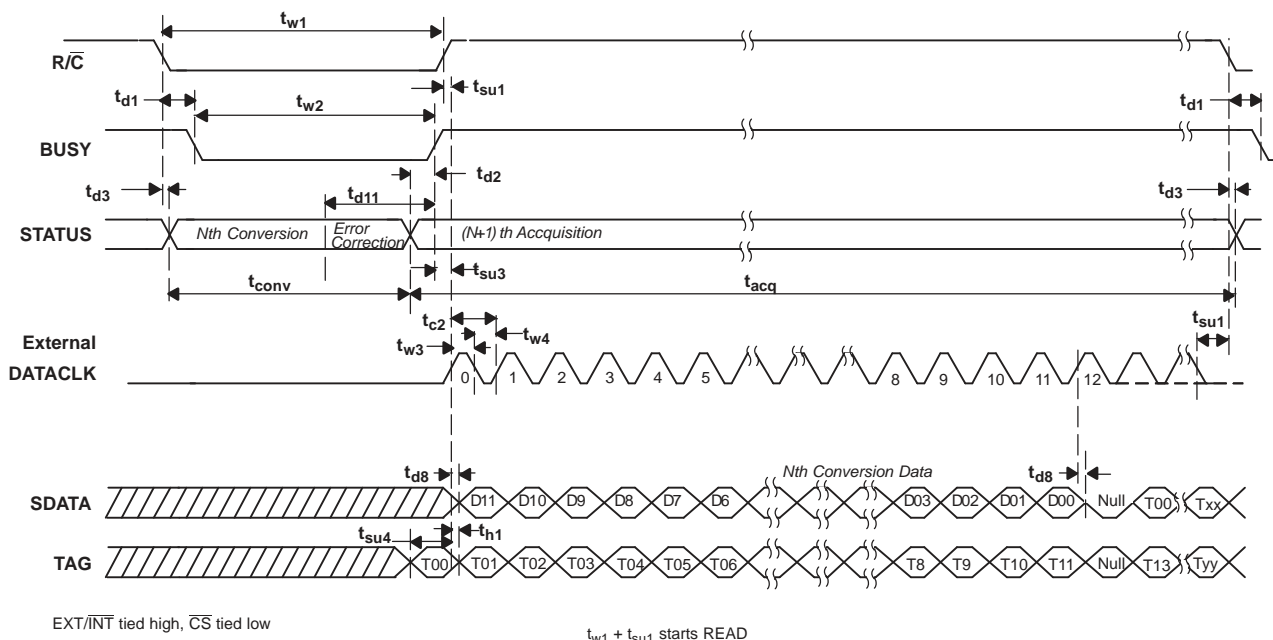 tw1
R/C
tsu1
td1
tw2
td1
BUSY
td2
td3
td11
td3
STATUS
Nth Conversion
Error
Correction
(N+1) th Accquisition
tsu3
tconv
tacq
tc2
tsu1
External
tw3
tw4
DATACLK
0 1 2 3 4 5 8 9 10 11 12
Nth Conversion Data
td8
td8
SDATA
D11 D10 D9 D8 D7 D6 D03 D02 D01 D00 Null T00 Txx
tsu4
th1
TAG
T00 T01 T02 T03 T04 T05 T06 T8 T9 T10 T11 Null T13 Tyy
EXT/INT tied high, CS tied low
tw1 + tsu1 starts READ